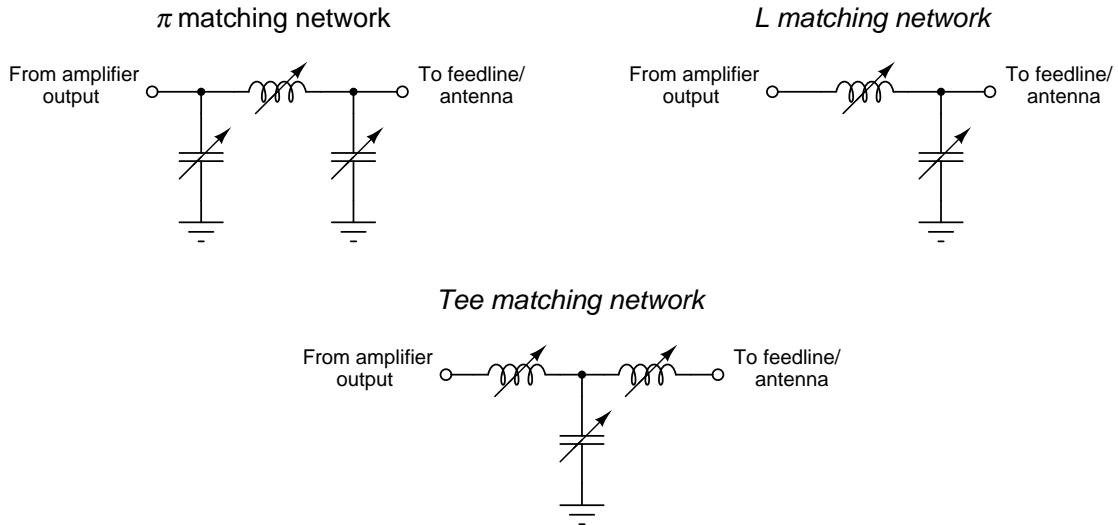 π matching network
From amplifier
output
To feedline/
antenna
L matching network
From amplifier
output
To feedline/
antenna
Tee matching network
From amplifier
output
To feedline/
antenna